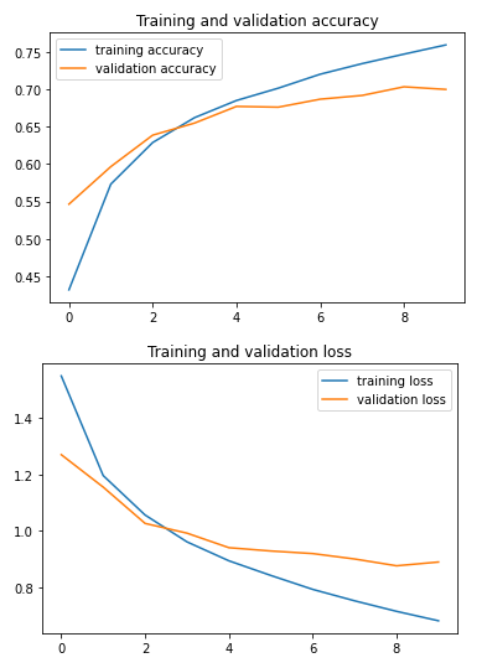 Training and validation accuracy
training accuracy
validation accuracy
0.75
0.70
0.65
0.60
0.55
0.50
0.45
0 2 4 6 8
Training and validation loss
training loss
validation loss
1.4
1.2
1.0
0.8
0 2 4 6 8